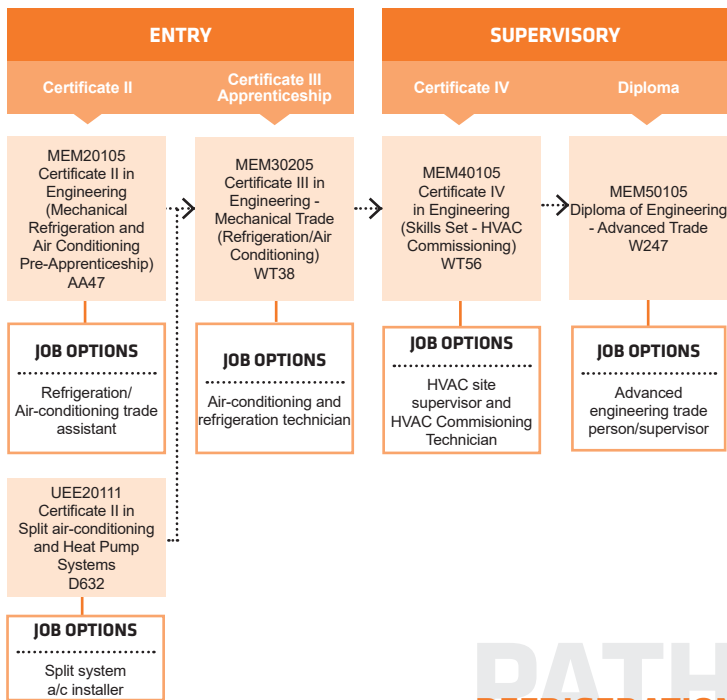 ENTRY
SUPERVISORY
Certificate II
Certificate III
Apprenticeship
Certificate IV
Diploma
MEM20105
Certificate II in
Engineering
(Mechanical
Refrigeration and
Air Conditioning
Pre-Apprenticeship)
AA47
MEM30205
Certificate III in
Engineering -
Mechanical Trade
(Refrigeration/Air
Conditioning)
WT38
MEM40105
Certificate IV
in Engineering
(Skills Set - HVAC
Commissioning)
WT56
MEM50105
Diploma of Engineering
- Advanced Trade
W247
JOB OPTIONS
Refrigeration/
Air-conditioning trade
assistant
JOB OPTIONS
Air-conditioning and
refrigeration technician
JOB OPTIONS
HVAC site
supervisor and
HVAC Commisioning
Technician
JOB OPTIONS
Advanced
engineering trade
person/supervisor
UEE20111
Certificate II in
Split air-conditioning
and Heat Pump
Systems
D632
JOB OPTIONS
Split system
a/c installer
PATH